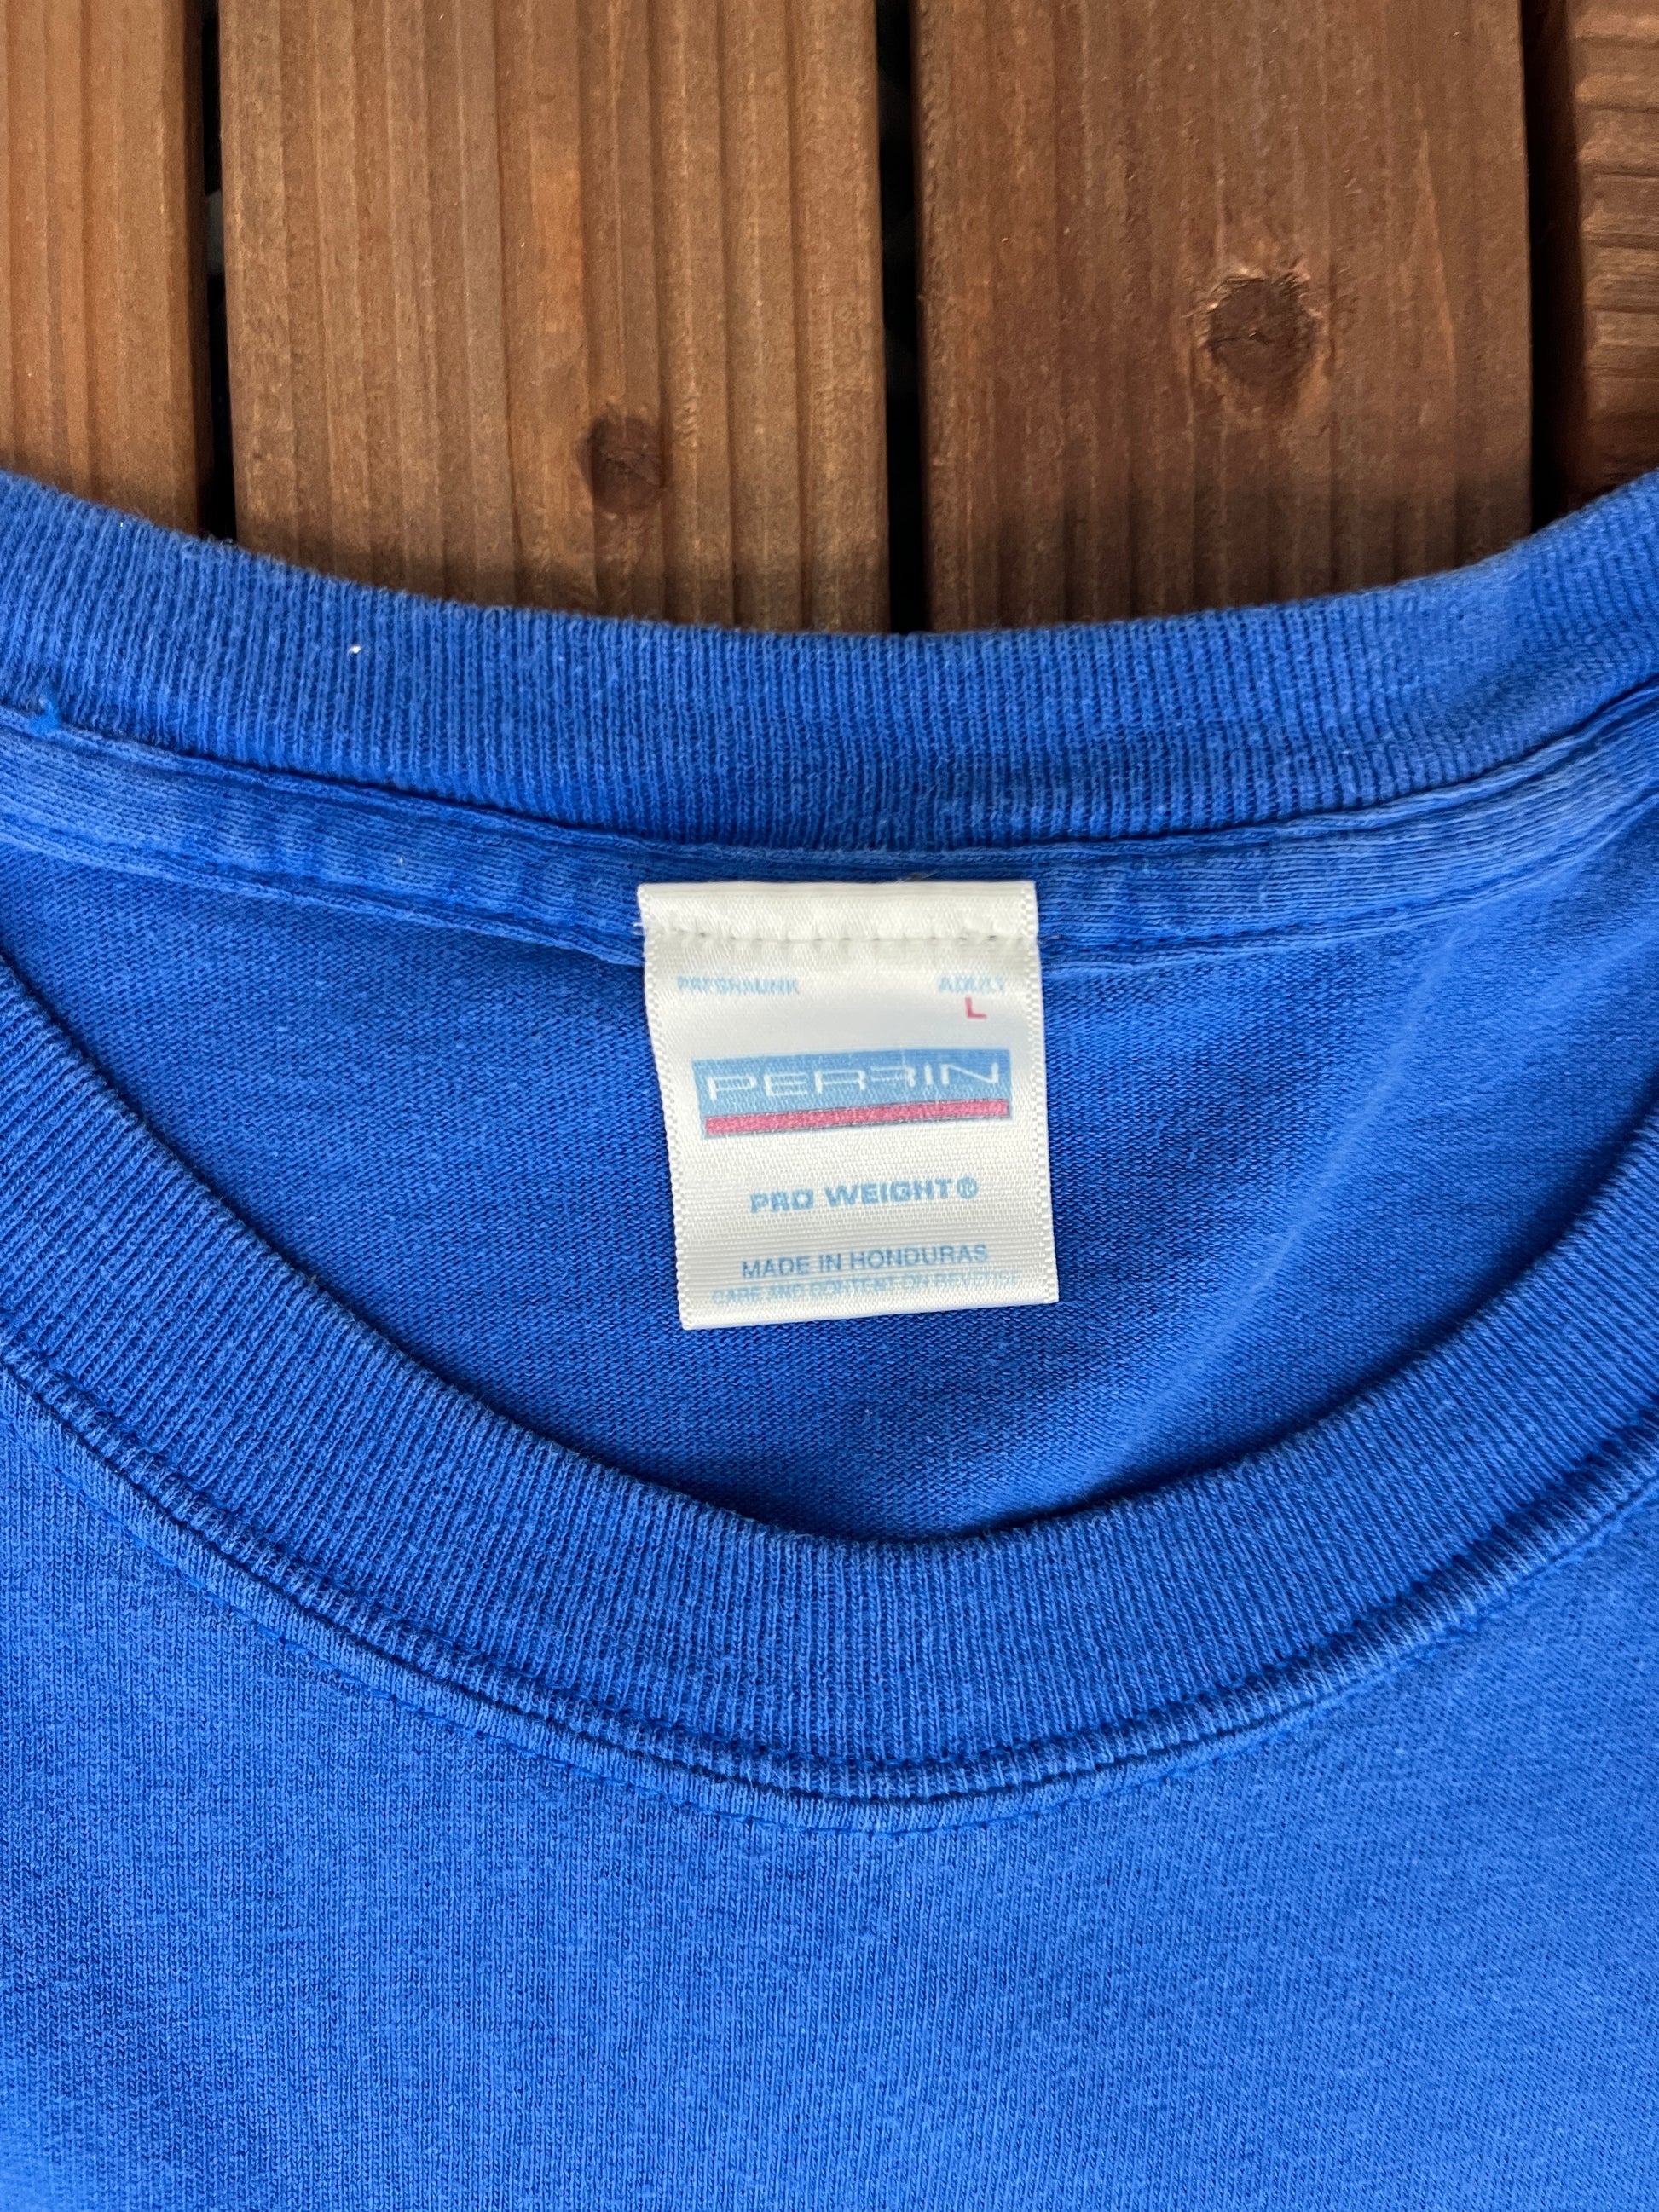 PRESHRUNK ADULT
L
PERRIN
PRO WEIGHT®
MADE IN HONDURAS
CARE AND CONTENT ON REVERSE